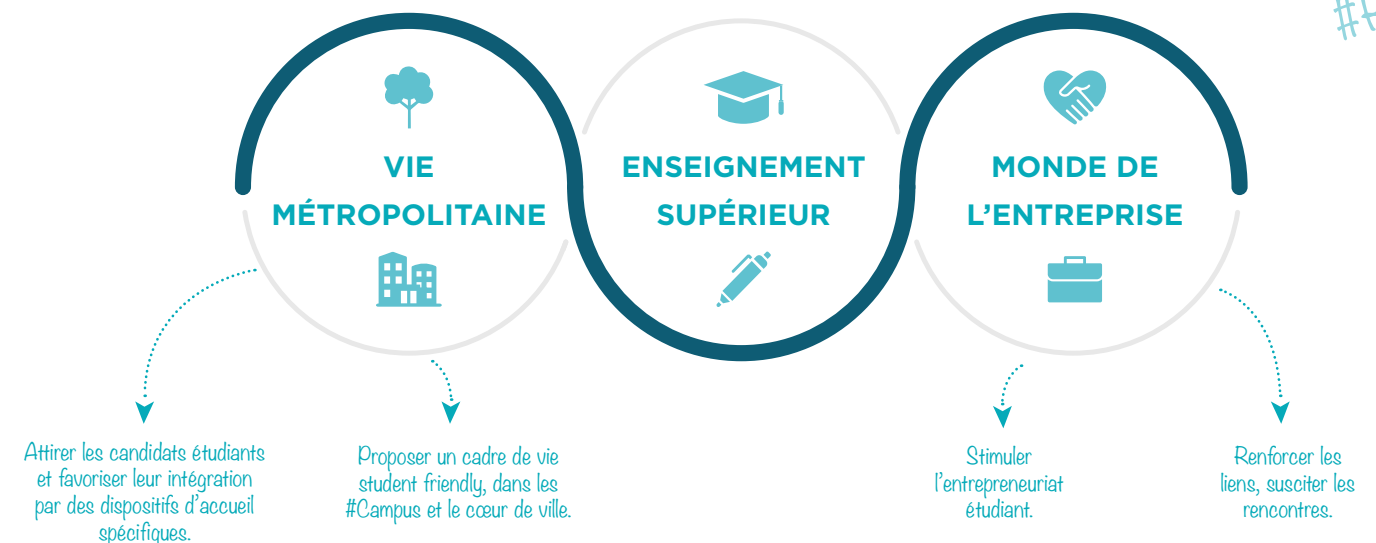 VIE
MÉTROPOLITAINE
ENSEIGNEMENT
SUPÉRIEUR
MONDE DE
L’ENTREPRISE
Attirer les candidats étudiants
et favoriser leur intégration
par des dispositifs d’accueil
spécifiques.
Proposer un cadre de vie
student friendly, dans les
#Campus et le cœur de ville.
Stimuler
l’entrepreneuriat
étudiant.
Renforcer les
liens, susciter les
rencontres.